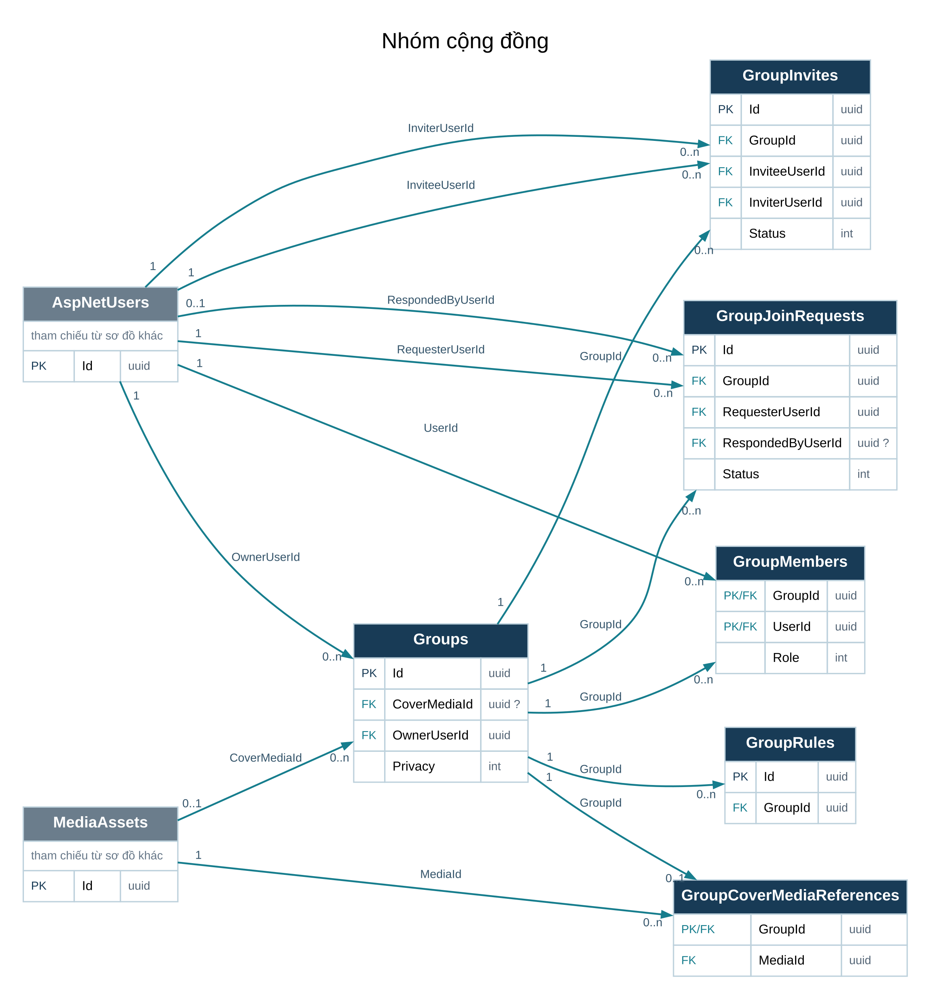 Nhóm cộng đồng
GroupInvites
PK Id uuid
FK GroupId uuid
FK InviteeUserId uuid
FK InviterUserId uuid
Status int
InviterUserId
0..n
InviteeUserId
0..n
1
1
0..n
AspNetUsers
tham chiếu từ sơ đồ khác
PK Id uuid
0..1
RespondedByUserId
0..n
1
RequesterUserId
0..n
1
UserId
0..n
1
OwnerUserId
0..n
GroupJoinRequests
PK Id uuid
FK GroupId uuid
FK RequesterUserId uuid
FK RespondedByUserId uuid ?
Status int
GroupId
0..n
1
GroupMembers
PK/FK GroupId uuid
PK/FK UserId uuid
Role int
Groups
PK Id uuid
FK CoverMediaId uuid ?
FK OwnerUserId uuid
Privacy int
GroupId
1
GroupId
1
0..n
1
GroupId
0..n
1
GroupId
0..1
GroupRules
PK Id uuid
FK GroupId uuid
CoverMediaId
0..n
0..1
MediaAssets
tham chiếu từ sơ đồ khác
PK Id uuid
1
MediaId
0..n
GroupCoverMediaReferences
PK/FK GroupId uuid
FK MediaId uuid